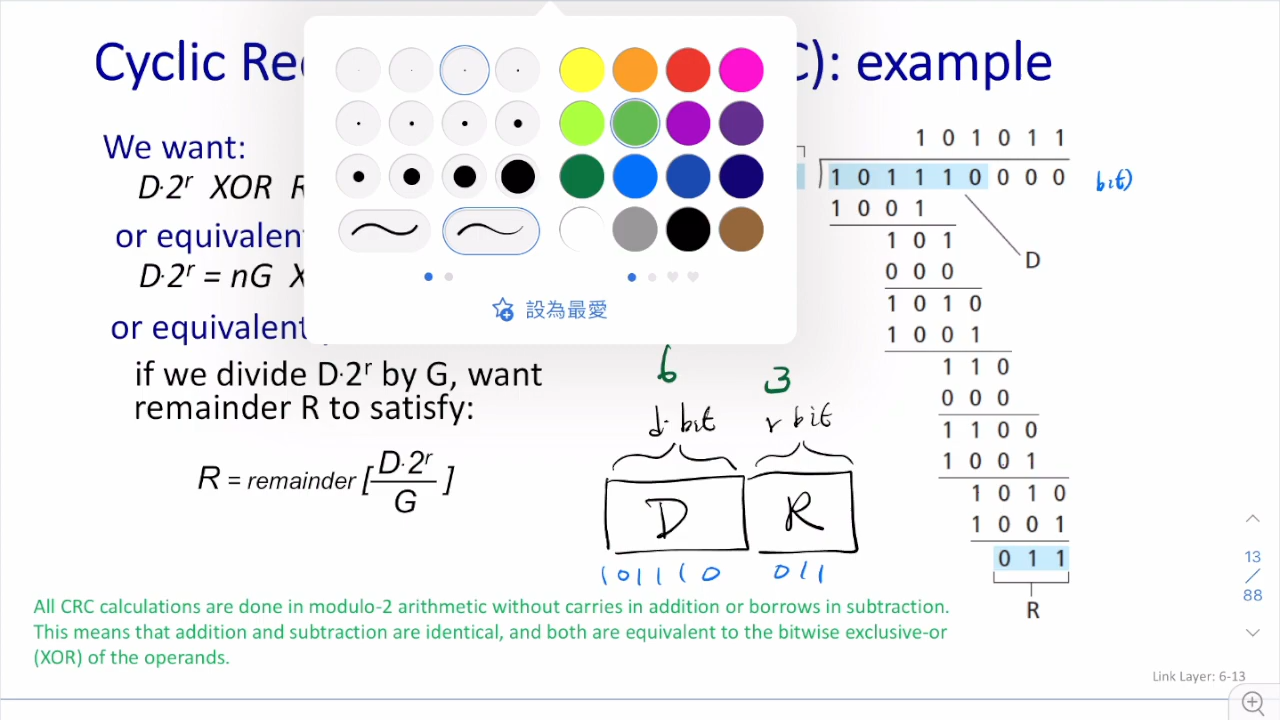 Cyclic Re C): example
We want:
D·2ʳ XOR R
or equivalent
D·2ʳ = nG X
or equivalent
if we divide D·2ʳ by G, want
remainder R to satisfy:
R = remainder [ D·2ʳ / G ]
設為最愛
6 3
d bit r bit
D R
101110 011
1 0 1 0 1 1
1 0 1 1 1 0 0 0 0 bit)
1 0 0 1
1 0 1
D
0 0 0
1 0 1 0
1 0 0 1
1 1 0
0 0 0
1 1 0 0
1 0 0 1
1 0 1 0
1 0 0 1
0 1 1
R
All CRC calculations are done in modulo-2 arithmetic without carries in addition or borrows in subtraction.
This means that addition and subtraction are identical, and both are equivalent to the bitwise exclusive-or
(XOR) of the operands.
13
/
88
Link Layer: 6-13